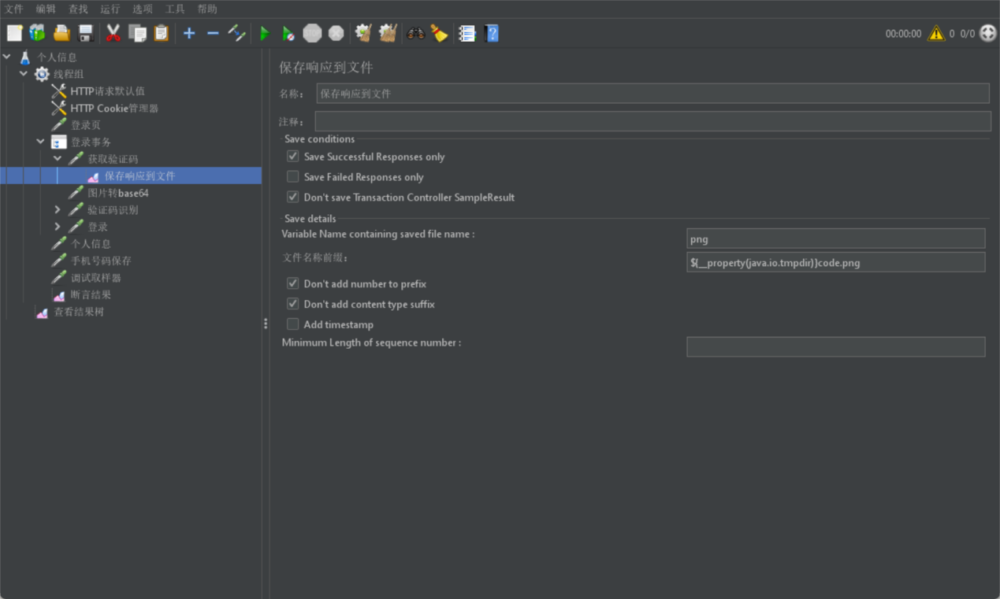 文件 编辑 查找 运行 选项 工具 帮助
00:00:00 0 0/0
个人信息
线程组
HTTP请求默认值
HTTP Cookie管理器
登录页
登录事务
获取验证码
保存响应到文件
图片转base64
验证码识别
登录
个人信息
手机号码保存
调试取样器
断言结果
查看结果树
保存响应到文件
名称： 保存响应到文件
注释：
Save conditions
Save Successful Responses only
Save Failed Responses only
Don't save Transaction Controller SampleResult
Save details
Variable Name containing saved file name : png
文件名称前缀： ${__property(java.io.tmpdir)}code.png
Don't add number to prefix
Don't add content type suffix
Add timestamp
Minimum Length of sequence number :